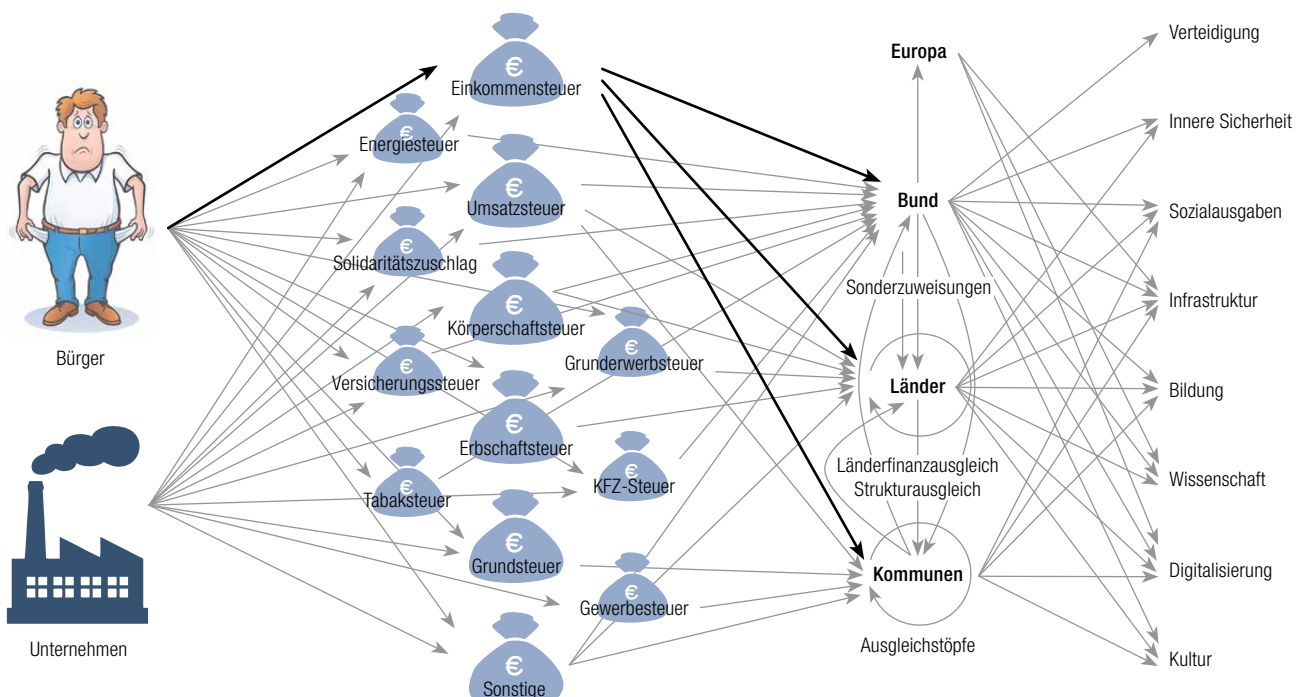 Bürger
Unternehmen
€
Einkommensteuer
€
Energiesteuer
€
Umsatzsteuer
€
Solidaritätszuschlag
€
Körperschaftsteuer
€
Grunderwerbsteuer
€
Versicherungssteuer
€
Erbschaftsteuer
€
KFZ-Steuer
€
Tabaksteuer
€
Grundsteuer
€
Gewerbesteuer
€
Sonstige
Europa
Bund
Sonderzuweisungen
Länder
Länderfinanzausgleich
Strukturausgleich
Kommunen
Ausgleichstöpfe
Verteidigung
Innere Sicherheit
Sozialausgaben
Infrastruktur
Bildung
Wissenschaft
Digitalisierung
Kultur